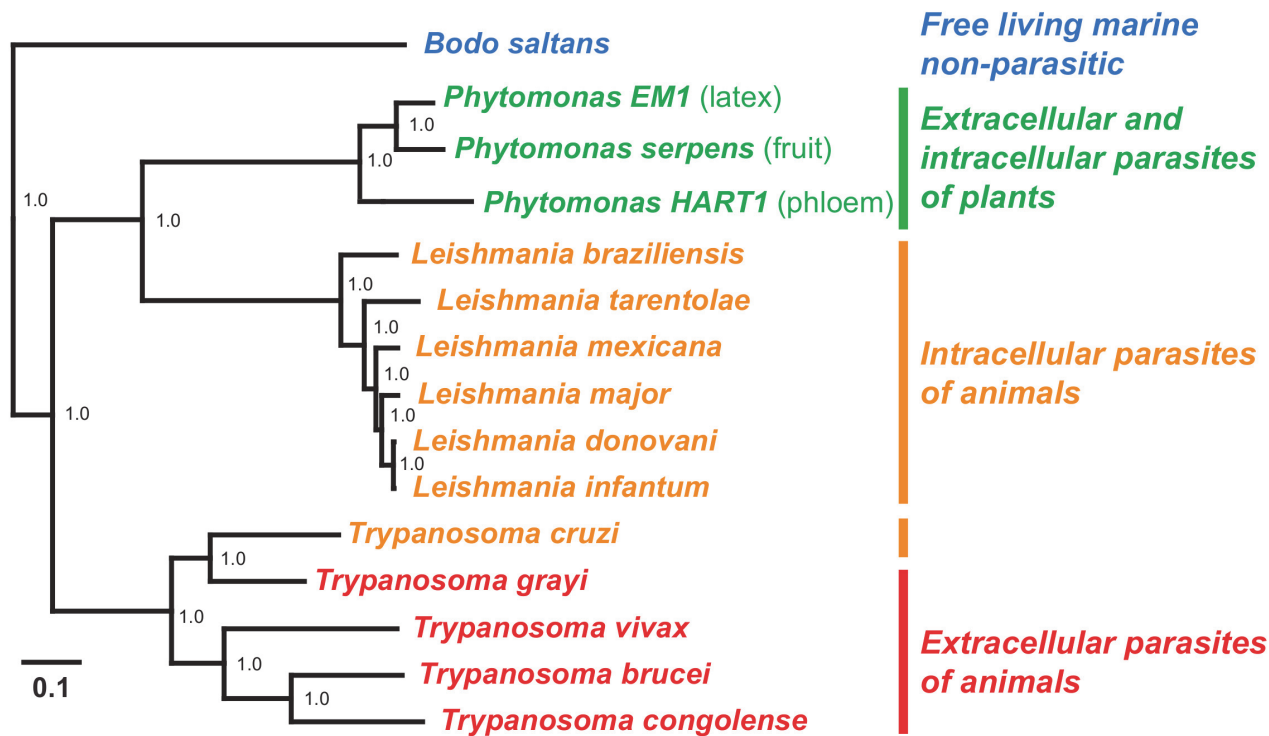 Bodo saltans
Free living marine
non-parasitic
Phytomonas EM1 (latex)
Phytomonas serpens (fruit)
Phytomonas HART1 (phloem)
Extracellular and
intracellular parasites
of plants
Leishmania braziliensis
Leishmania tarentolae
Leishmania mexicana
Leishmania major
Leishmania donovani
Leishmania infantum
Intracellular parasites
of animals
Trypanosoma cruzi
Trypanosoma grayi
Trypanosoma vivax
Trypanosoma brucei
Trypanosoma congolense
Extracellular parasites
of animals
1.0
1.0
1.0
1.0
1.0
1.0
1.0
1.0
1.0
1.0
1.0
1.0
1.0
1.0
0.1